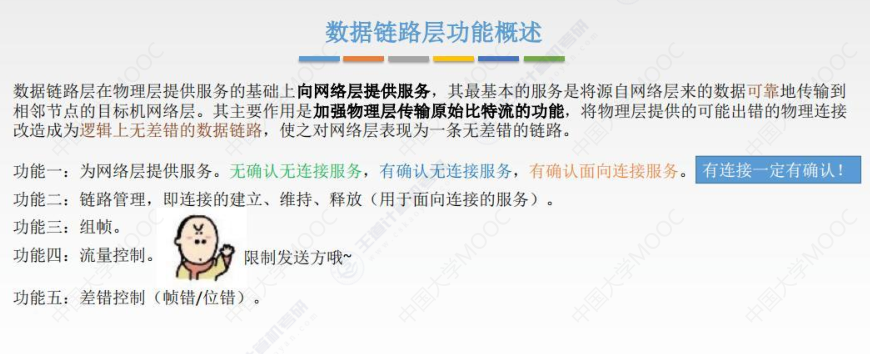 数据链路层功能概述
数据链路层在物理层提供服务的基础上向网络层提供服务，其最基本的服务是将源自网络层来的数据可靠地传输到
相邻节点的目标机网络层。其主要作用是加强物理层传输原始比特流的功能，将物理层提供的可能出错的物理连接
改造成为逻辑上无差错的数据链路，使之对网络层表现为一条无差错的链路。
功能一：为网络层提供服务。无确认无连接服务，有确认无连接服务，有确认面向连接服务。 有连接一定有确认！
功能二：链路管理，即连接的建立、维持、释放（用于面向连接的服务）。
功能三：组帧。
功能四：流量控制。 限制发送方哦~
功能五：差错控制（帧错/位错）。
中国大学MOOC
王道计算机考研